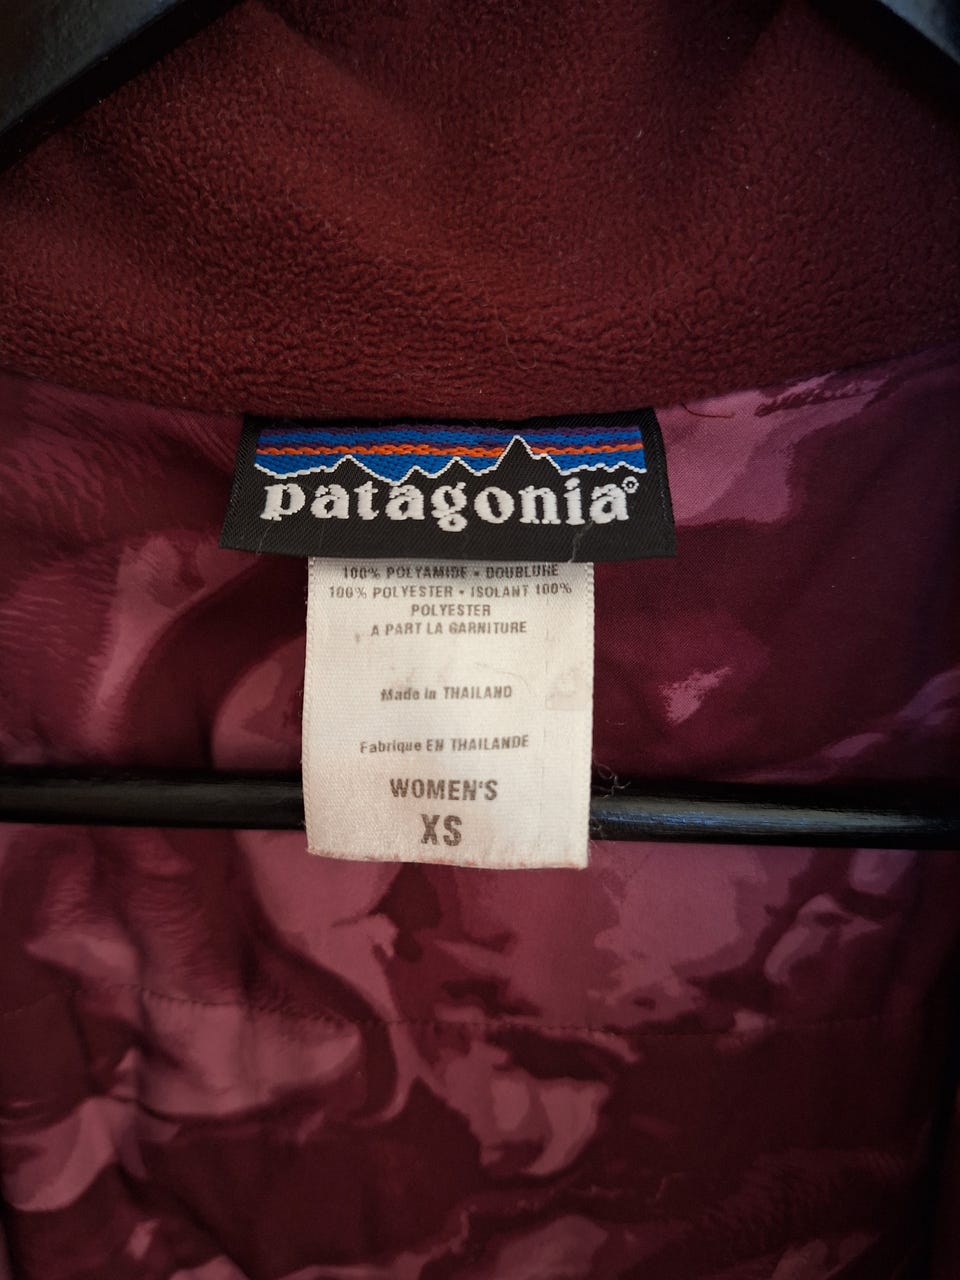 patagonia®
100% POLYAMIDE • DOUBLURE
100% POLYESTER • ISOLANT 100%
POLYESTER
A PART LA GARNITURE
Made in THAILAND
Fabrique EN THAILANDE
WOMEN'S
XS